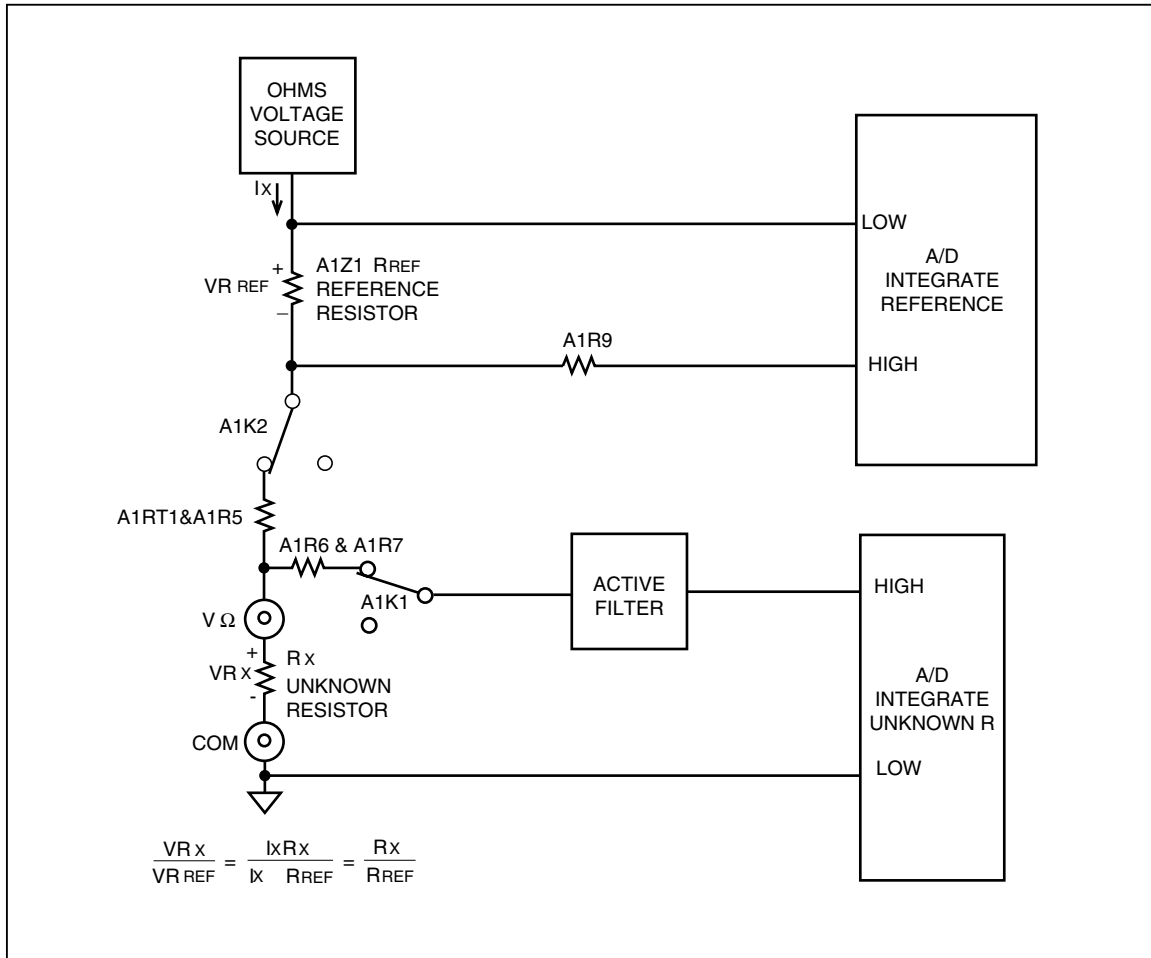 OHMS
VOLTAGE
SOURCE
Ix
LOW
A/D
INTEGRATE
REFERENCE
+
VR REF
–
A1Z1 RREF
REFERENCE
RESISTOR
A1R9
HIGH
A1K2
A1RT1&A1R5
A1R6 & A1R7
A1K1
ACTIVE
FILTER
HIGH
V Ω
+
VR x
-
Rx
UNKNOWN
RESISTOR
A/D
INTEGRATE
UNKNOWN R
COM
LOW
VR x / VR REF = IxRx / Ix RREF = Rx / RREF